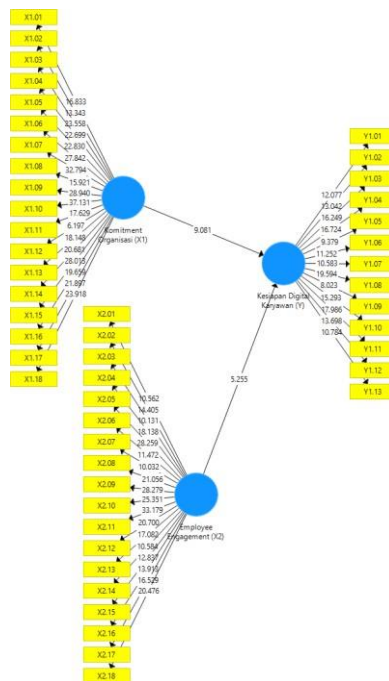 X1.01
X1.02
X1.03
X1.04
X1.05
X1.06
X1.07
X1.08
X1.09
X1.10
X1.11
X1.12
X1.13
X1.14
X1.15
X1.16
X1.17
X1.18
16.833
13.343
23.558
22.699
22.830
27.842
32.794
15.921
28.940
37.131
17.629
6.197
18.148
20.687
28.013
19.659
21.897
23.918
Komitment
Organisasi (X1)
9.081
Kesiapan Digital
Karyawan (Y)
12.077
13.042
16.249
16.724
9.379
11.252
10.583
19.594
8.023
15.293
17.986
13.698
10.784
Y1.01
Y1.02
Y1.03
Y1.04
Y1.05
Y1.06
Y1.07
Y1.08
Y1.09
Y1.10
Y1.11
Y1.12
Y1.13
5.255
X2.01
X2.02
X2.03
X2.04
X2.05
X2.06
X2.07
X2.08
X2.09
X2.10
X2.11
X2.12
X2.13
X2.14
X2.15
X2.16
X2.17
X2.18
10.562
14.405
10.131
18.138
28.259
11.472
10.032
21.056
28.279
25.351
33.179
20.700
17.082
10.584
12.837
13.913
16.529
20.476
Employee
Engagement (X2)